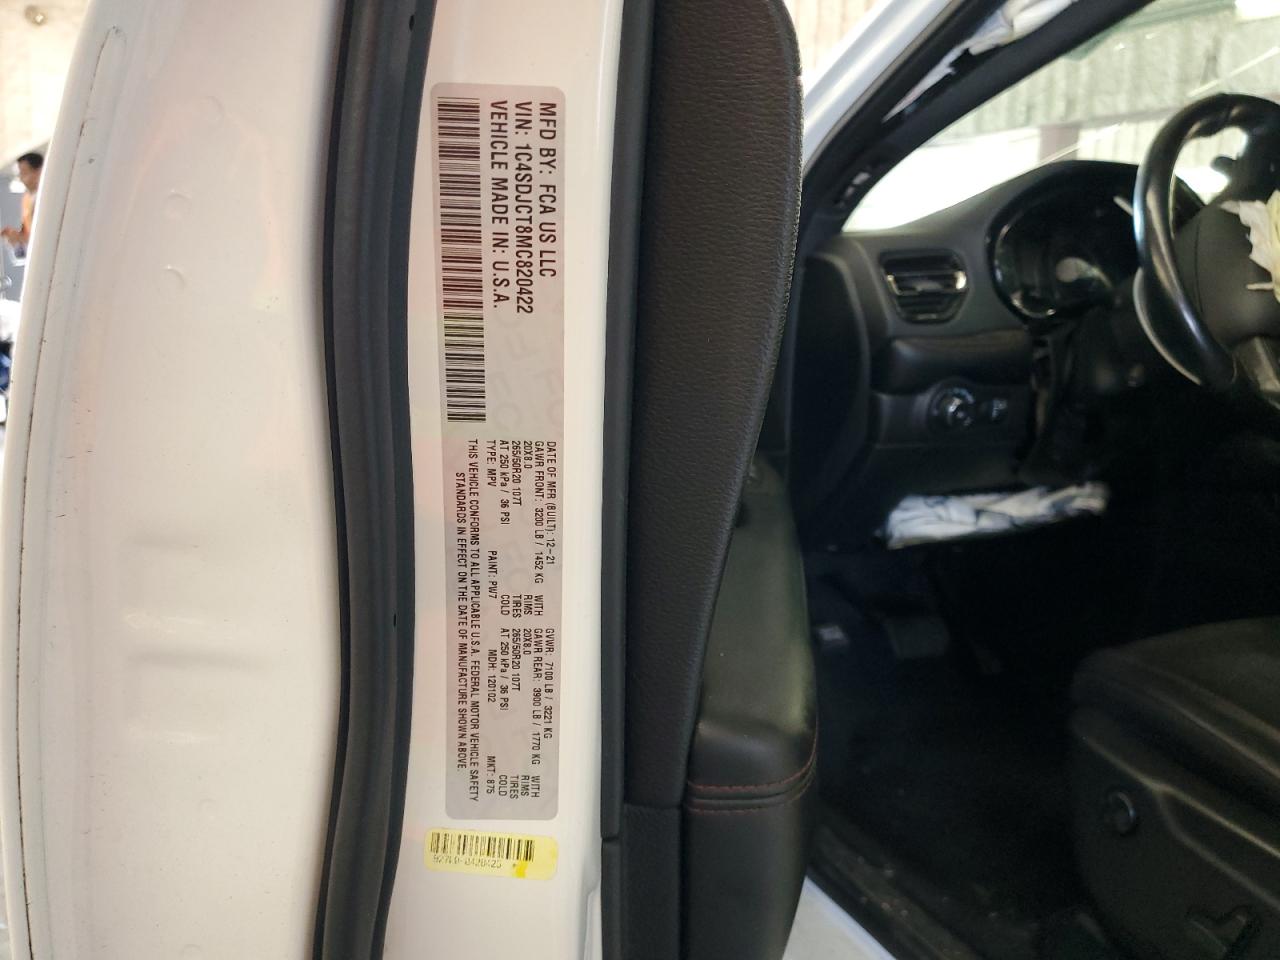 MFD BY: FCA US LLC
VIN: 1C4SDJCT8MC820422
VEHICLE MADE IN: U.S.A.
DATE OF MFR (BUILT): 12-21 GVWR: 7100 LB / 3221 KG
GAWR FRONT: 3200 LB / 1452 KG WITH GAWR REAR: 3900 LB / 1770 KG WITH
20X8.0 RIMS 20X8.0 RIMS
265/50R20 107T TIRES 265/50R20 107T TIRES
AT 250 kPa / 36 PSI COLD AT 250 kPa / 36 PSI COLD
TYPE: MPV PAINT: PW7 MDH: 120102 MKT: 875
THIS VEHICLE CONFORMS TO ALL APPLICABLE U.S.A. FEDERAL MOTOR VEHICLE SAFETY
STANDARDS IN EFFECT ON THE DATE OF MANUFACTURE SHOWN ABOVE.